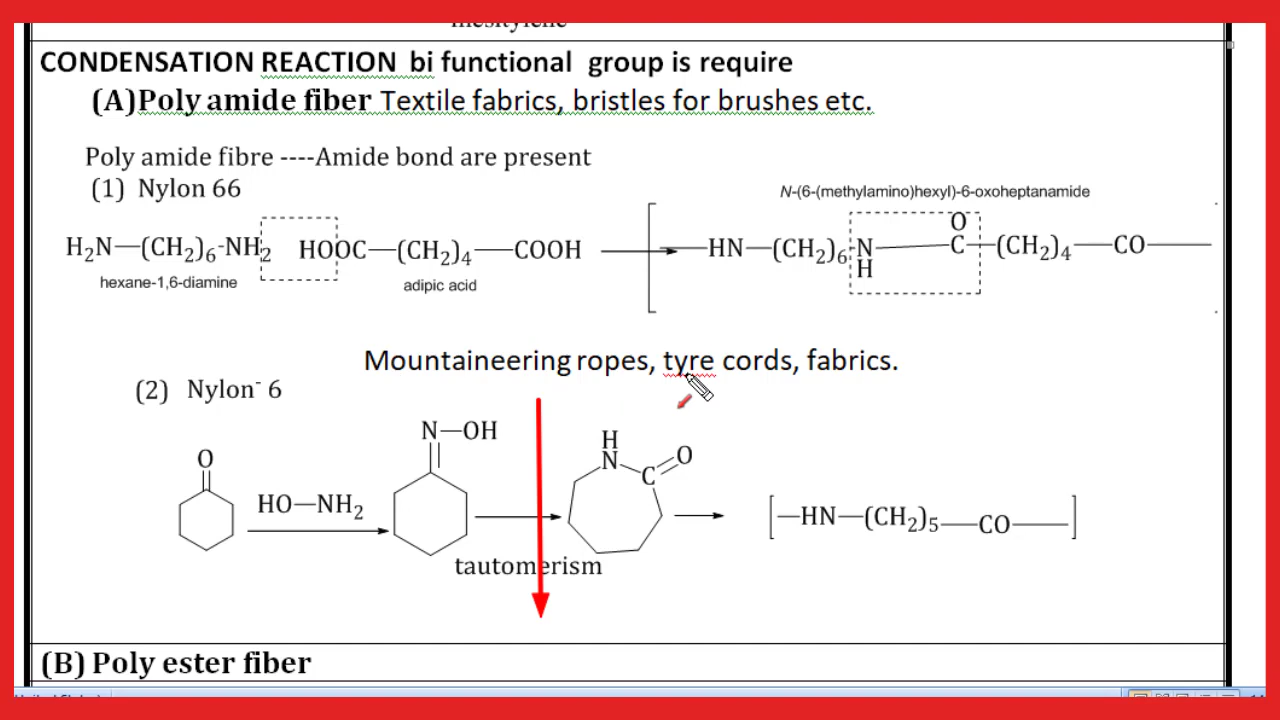 mesitylene
CONDENSATION REACTION bi functional group is require
(A)Poly amide fiber Textile fabrics, bristles for brushes etc.
Poly amide fibre ----Amide bond are present
(1) Nylon 66
N-(6-(methylamino)hexyl)-6-oxoheptanamide
O
H₂N—(CH₂)₆-NH₂ HOOC—(CH₂)₄—COOH —HN—(CH₂)₆-N—C—(CH₂)₄—CO—
H
hexane-1,6-diamine adipic acid
Mountaineering ropes, tyre cords, fabrics.
(2) Nylon⁻ 6
N—OH
H
N
O
C
O
HO—NH₂
[—HN—(CH₂)₅—CO—]
tautomerism
(B) Poly ester fiber